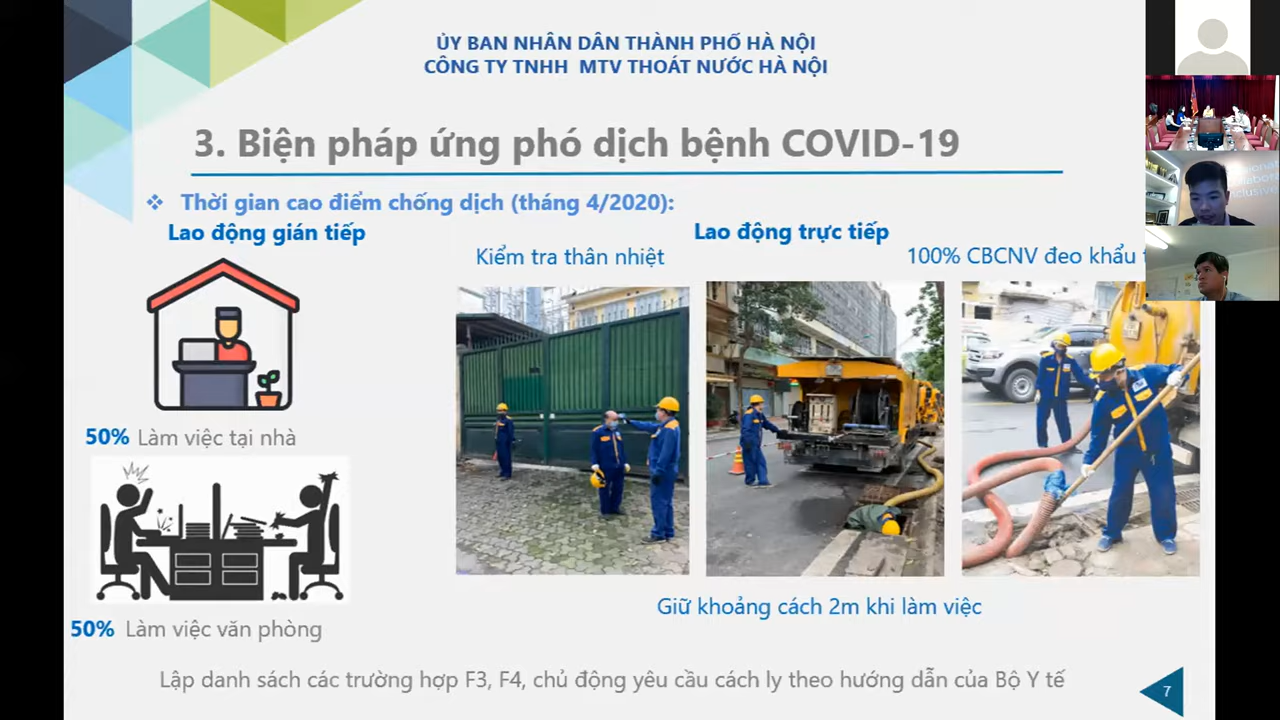 ỦY BAN NHÂN DÂN THÀNH PHỐ HÀ NỘI
CÔNG TY TNHH MTV THOÁT NƯỚC HÀ NỘI
3. Biện pháp ứng phó dịch bệnh COVID-19
❖ Thời gian cao điểm chống dịch (tháng 4/2020):
Lao động gián tiếp
Lao động trực tiếp
Kiểm tra thân nhiệt
100% CBCNV đeo khẩu
50% Làm việc tại nhà
Giữ khoảng cách 2m khi làm việc
50% Làm việc văn phòng
Lập danh sách các trường hợp F3, F4, chủ động yêu cầu cách ly theo hướng dẫn của Bộ Y tế
7